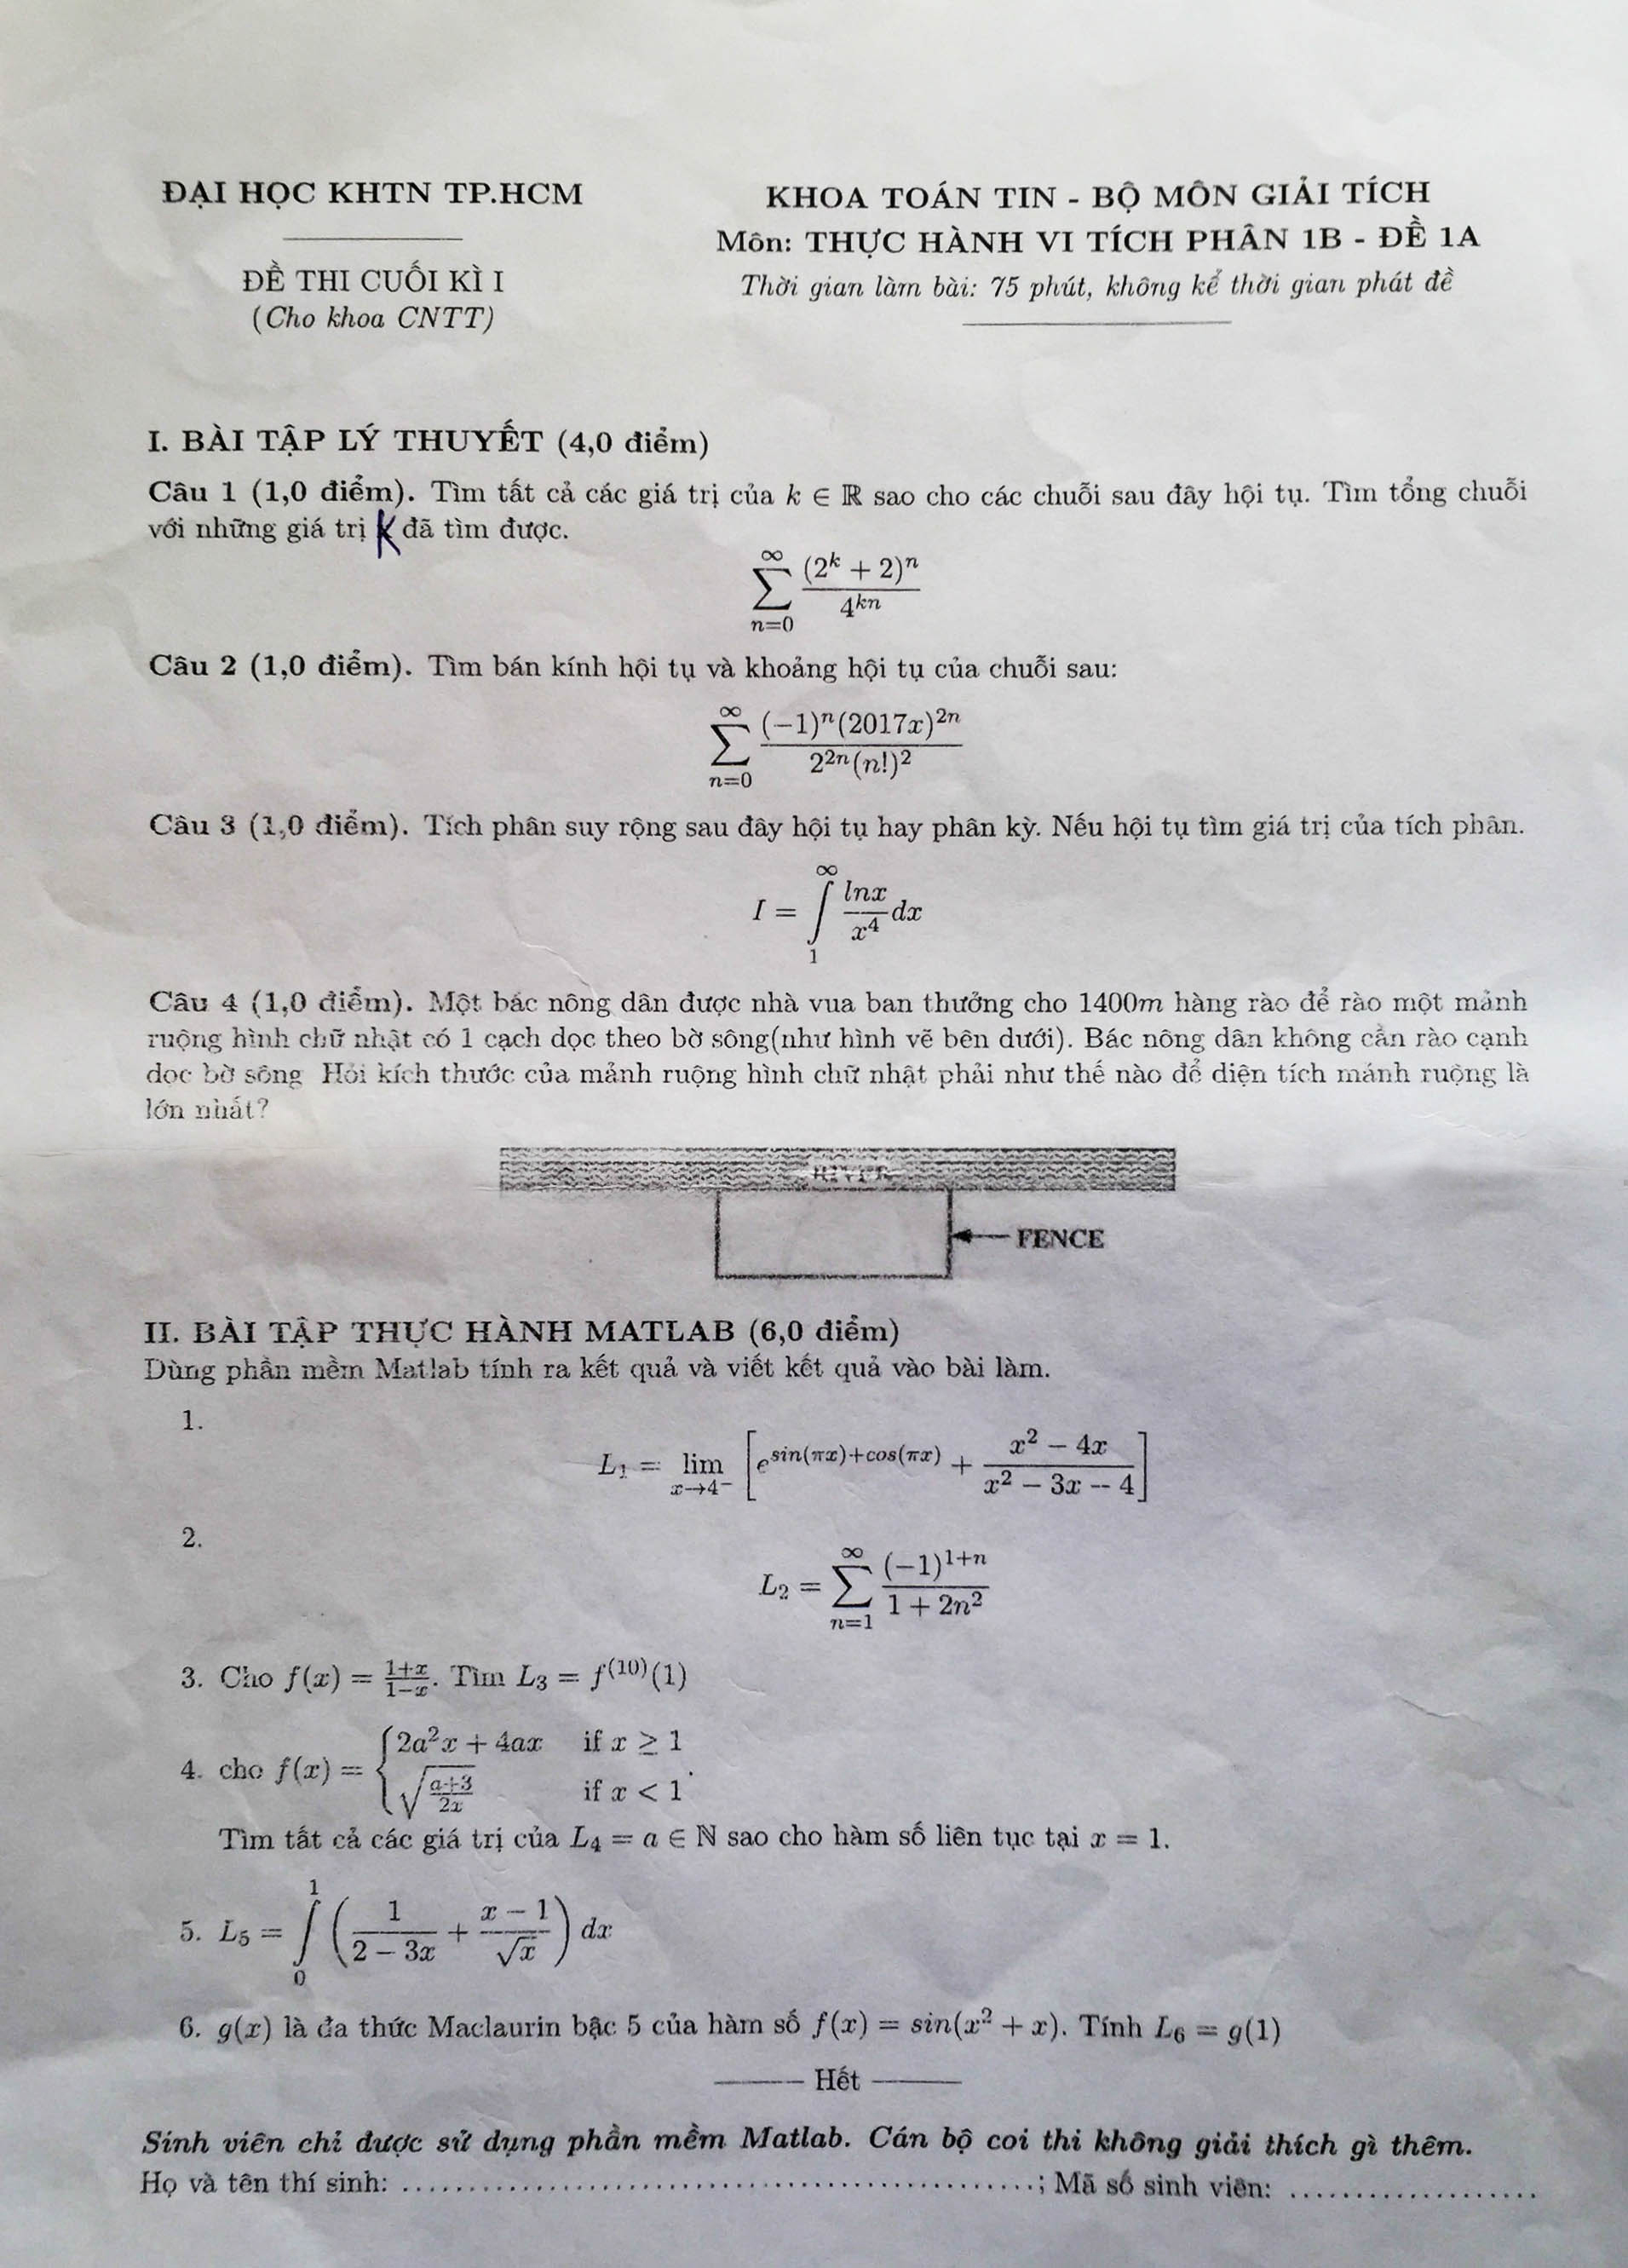 ĐẠI HỌC KHTN TP.HCM
ĐỀ THI CUỐI KÌ I
(Cho khoa CNTT)
KHOA TOÁN TIN - BỘ MÔN GIẢI TÍCH
Môn: THỰC HÀNH VI TÍCH PHÂN 1B - ĐỀ 1A
Thời gian làm bài: 75 phút, không kể thời gian phát đề
I. BÀI TẬP LÝ THUYẾT (4,0 điểm)
Câu 1 (1,0 điểm). Tìm tất cả các giá trị của k ∈ ℝ sao cho các chuỗi sau đây hội tụ. Tìm tổng chuỗi
với những giá trị k đã tìm được.
\sum_{n=0}^{\infty} \frac{(2^k + 2)^n}{4^{kn}}
Câu 2 (1,0 điểm). Tìm bán kính hội tụ và khoảng hội tụ của chuỗi sau:
\sum_{n=0}^{\infty} \frac{(-1)^n(2017x)^{2n}}{2^{2n}(n!)^2}
Câu 3 (1,0 điểm). Tích phân suy rộng sau đây hội tụ hay phân kỳ. Nếu hội tụ tìm giá trị của tích phân.
I = \int_1^{\infty} \frac{lnx}{x^4} dx
Câu 4 (1,0 điểm). Một bác nông dân được nhà vua ban thưởng cho 1400m hàng rào để rào một mảnh
ruộng hình chữ nhật có 1 cạch dọc theo bờ sông(như hình vẽ bên dưới). Bác nông dân không cần rào cạnh
dọc bờ sông Hỏi kích thước của mảnh ruộng hình chữ nhật phải như thế nào để diện tích mảnh ruộng là
lớn nhất?
RIVER
FENCE
II. BÀI TẬP THỰC HÀNH MATLAB (6,0 điểm)
Dùng phần mềm Matlab tính ra kết quả và viết kết quả vào bài làm.
1.
L_1 = \lim_{x→4^-} \left[ e^{sin(πx)+cos(πx)} + \frac{x^2 - 4x}{x^2 - 3x - 4} \right]
2.
L_2 = \sum_{n=1}^{\infty} \frac{(-1)^{1+n}}{1 + 2n^2}
3. Cho f(x) = \frac{1+x}{1-x}. Tìm L_3 = f^{(10)}(1)
4. cho f(x) = \begin{cases} 2a^2x + 4ax & if x ≥ 1 \\ \sqrt{\frac{a+3}{2x}} & if x < 1 \end{cases}.
Tìm tất cả các giá trị của L_4 = a ∈ ℕ sao cho hàm số liên tục tại x = 1.
5. L_5 = \int_0^1 \left( \frac{1}{2 - 3x} + \frac{x - 1}{\sqrt{x}} \right) dx
6. g(x) là đa thức Maclaurin bậc 5 của hàm số f(x) = sin(x^2 + x). Tính L_6 = g(1)
——— Hết ———
Sinh viên chỉ được sử dụng phần mềm Matlab. Cán bộ coi thi không giải thích gì thêm.
Họ và tên thí sinh: ................................................; Mã số sinh viên: ...................